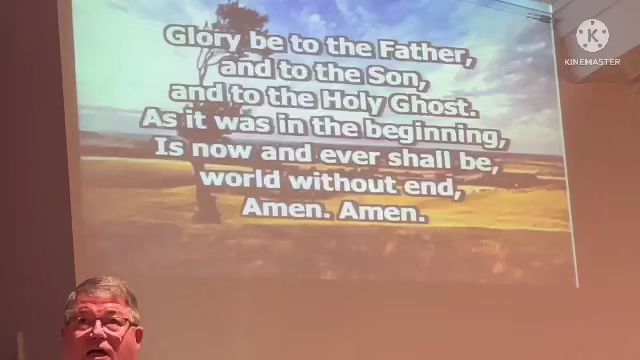 Glory be to the Father,
and to the Son,
and to the Holy Ghost.
As it was in the beginning,
Is now and ever shall be,
world without end,
Amen. Amen.
K
KINEMASTER